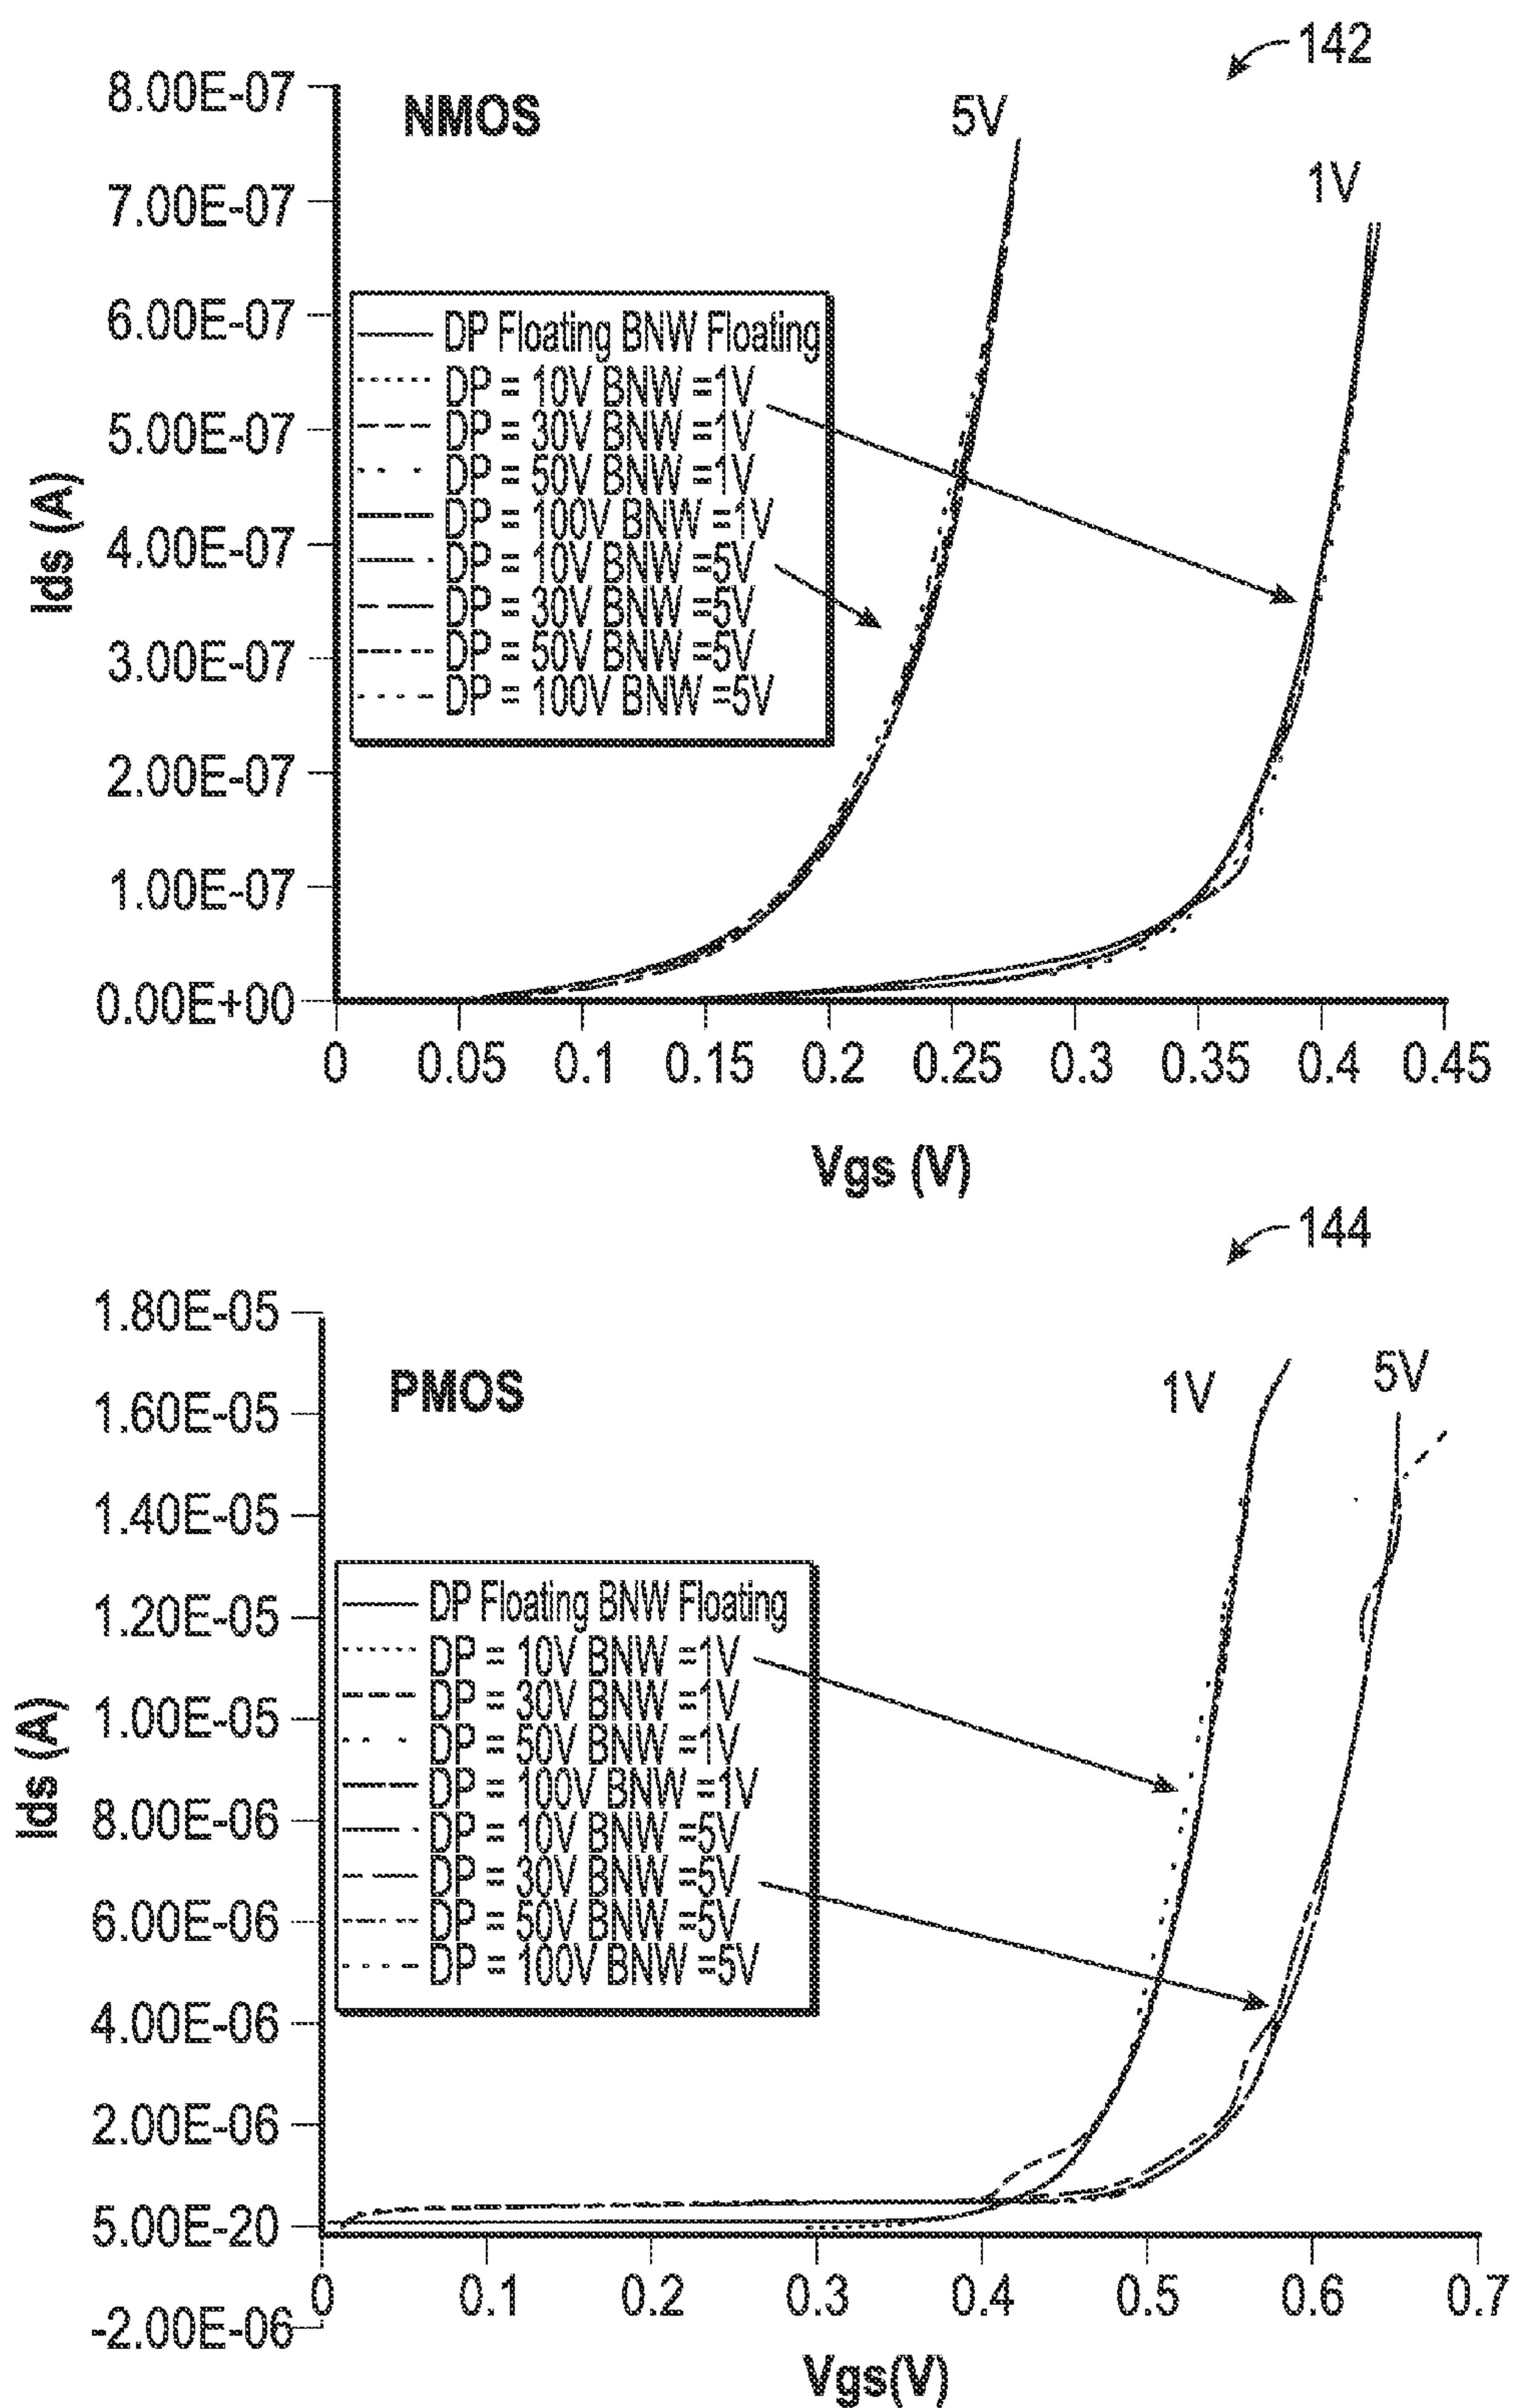 142
8.00E-07
NMOS
5V
1V
7.00E-07
6.00E-07
5.00E-07
4.00E-07
3.00E-07
2.00E-07
1.00E-07
0.00E+00
Ids (A)
DP Floating BNW Floating
DP = 10V BNW =1V
DP = 30V BNW =1V
DP = 50V BNW =1V
DP = 100V BNW =1V
DP = 10V BNW =5V
DP = 30V BNW =5V
DP = 50V BNW =5V
DP = 100V BNW =5V
0 0.05 0.1 0.15 0.2 0.25 0.3 0.35 0.4 0.45
Vgs (V)
144
1.80E-05
PMOS
1V
5V
1.60E-05
1.40E-05
1.20E-05
1.00E-05
8.00E-06
6.00E-06
4.00E-06
2.00E-06
5.00E-20
-2.00E-06
Ids (A)
DP Floating BNW Floating
DP = 10V BNW =1V
DP = 30V BNW =1V
DP = 50V BNW =1V
DP = 100V BNW =1V
DP = 10V BNW =5V
DP = 30V BNW =5V
DP = 50V BNW =5V
DP = 100V BNW =5V
0 0.1 0.2 0.3 0.4 0.5 0.6 0.7
Vgs(V)